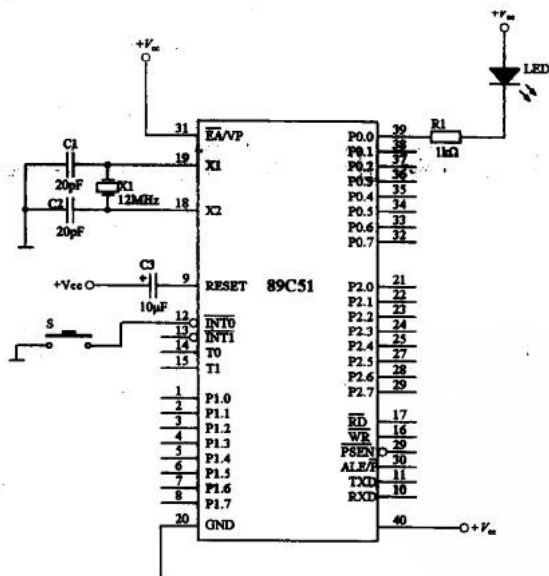 +Vcc
+Vcc
LED
31 EA/VP
P0.0 39
R1
1kΩ
C1
20pF
19 X1
X1
12MHz
C2
20pF
18 X2
P0.1 38
P0.2 37
P0.3 36
P0.4 35
P0.5 34
P0.6 33
P0.7 32
+Vcc
C3
+
10μF
9 RESET
89C51
S
12 INT0
13 INT1
14 T0
15 T1
P2.0 21
P2.1 22
P2.2 23
P2.3 24
P2.4 25
P2.5 27
P2.6 28
P2.7 29
1 P1.0
2 P1.1
3 P1.2
4 P1.3
5 P1.4
6 P1.5
7 P1.6
8 P1.7
20 GND
RD 17
WR 16
PSEN 29
ALE/P 30
TXD 11
RXD 10
40
+Vcc